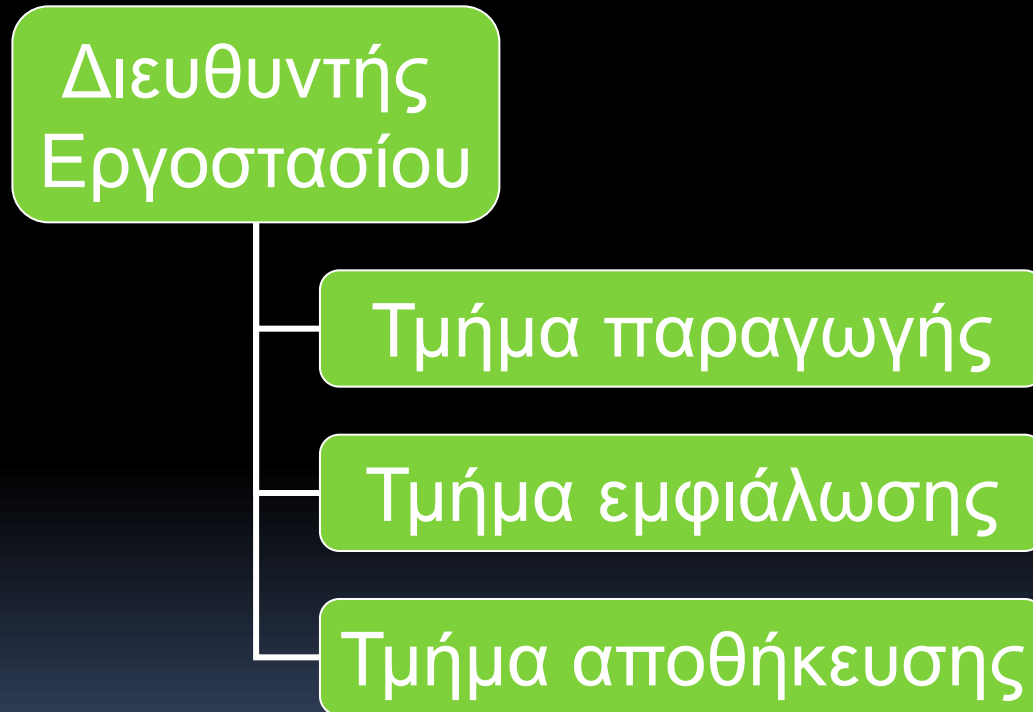 Διευθυντής
Εργοστασίου
Τμήμα παραγωγής
Τμήμα εμφιάλωσης
Τμήμα αποθήκευσης